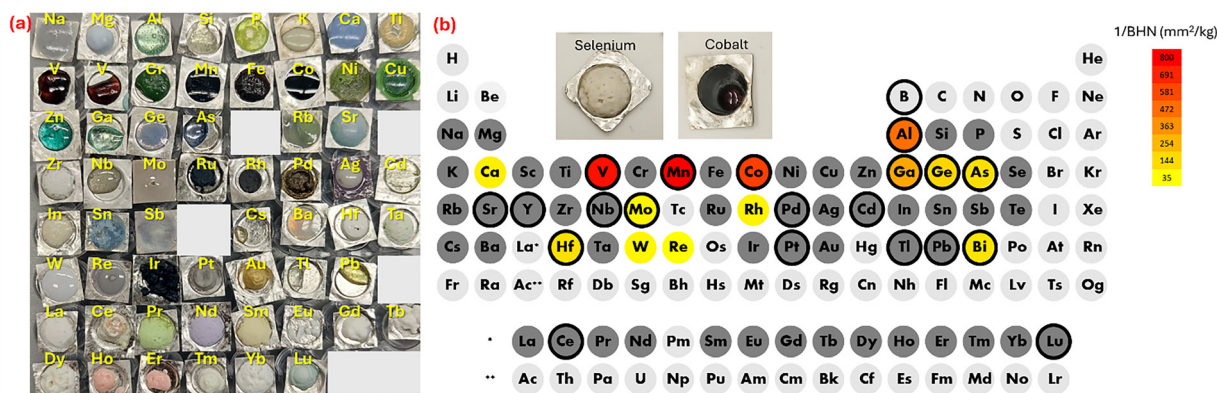 (a)
Na Mg Al Si P K Ca Ti
V V Cr Mn Fe Co Ni Cu
Zn Ga Ge As Rb Sr
Zr Nb Mo Ru Rh Pd Ag Cd
In Sn Sb Cs Ba Hf Ta
W Re Ir Pt Au Tl Pb
La Ce Pr Nd Sm Eu Gd Tb
Dy Ho Er Tm Yb Lu
(b)
Selenium Cobalt
1/BHN (mm²/kg)
800
691
581
472
363
254
144
35
H He
Li Be B C N O F Ne
Na Mg Al Si P S Cl Ar
K Ca Sc Ti V Cr Mn Fe Co Ni Cu Zn Ga Ge As Se Br Kr
Rb Sr Y Zr Nb Mo Tc Ru Rh Pd Ag Cd In Sn Sb Te I Xe
Cs Ba La* Hf Ta W Re Os Ir Pt Au Hg Tl Pb Bi Po At Rn
Fr Ra Ac** Rf Db Sg Bh Hs Mt Ds Rg Cn Nh Fl Mc Lv Ts Og
* La Ce Pr Nd Pm Sm Eu Gd Tb Dy Ho Er Tm Yb Lu
** Ac Th Pa U Np Pu Am Cm Bk Cf Es Fm Md No Lr